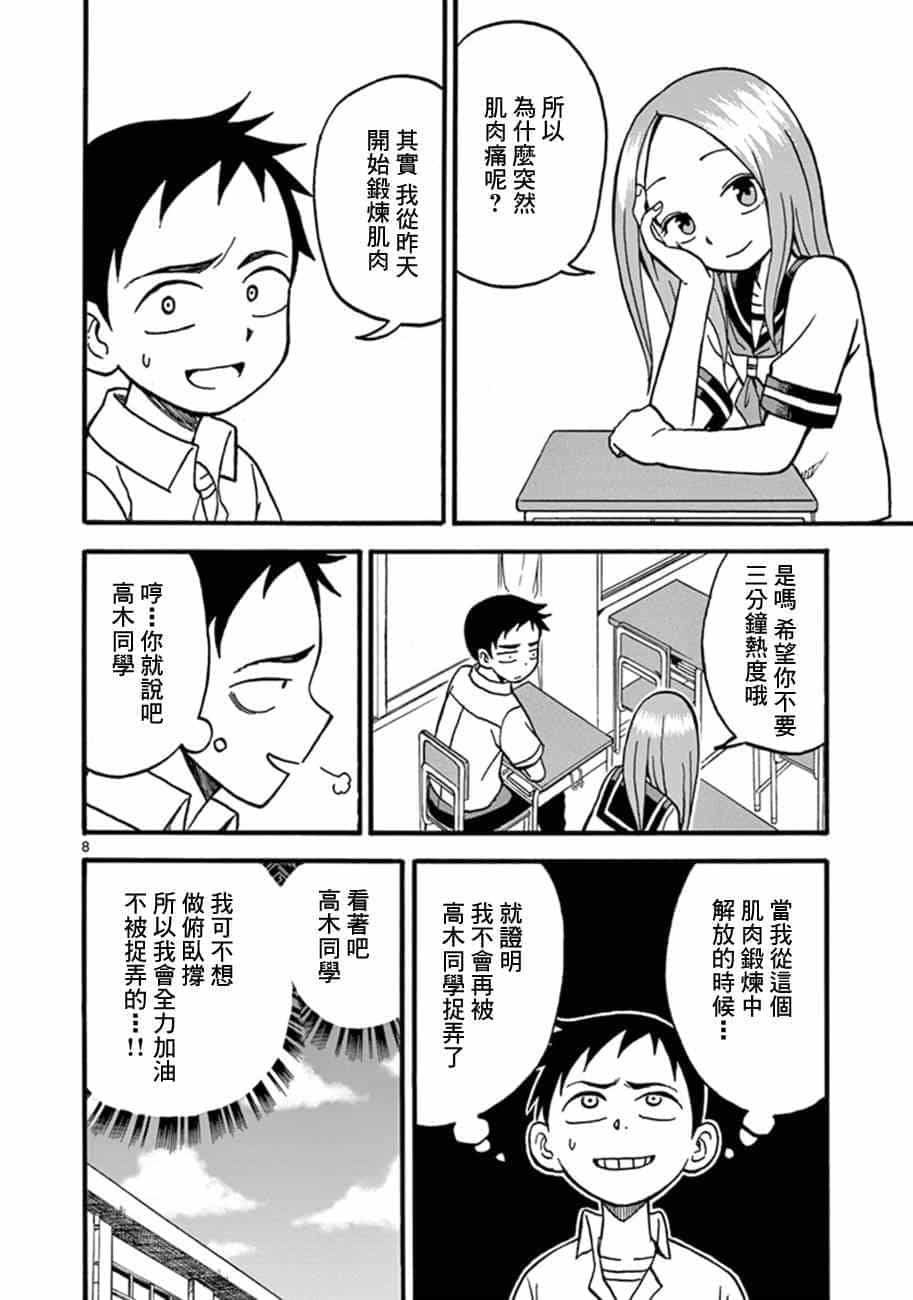 所以
為什麼突然
肌肉痛呢?
其實 我從昨天
開始鍛煉肌肉
是嗎 希望你不要
三分鐘熱度哦
哼…你就說吧
高木同學
8
當我從這個
肌肉鍛煉中
解放的時候…
就證明
我不會再被
高木同學捉弄了
看著吧
高木同學
我可不想
做俯臥撐
所以我會全力加油
不被捉弄的…!!